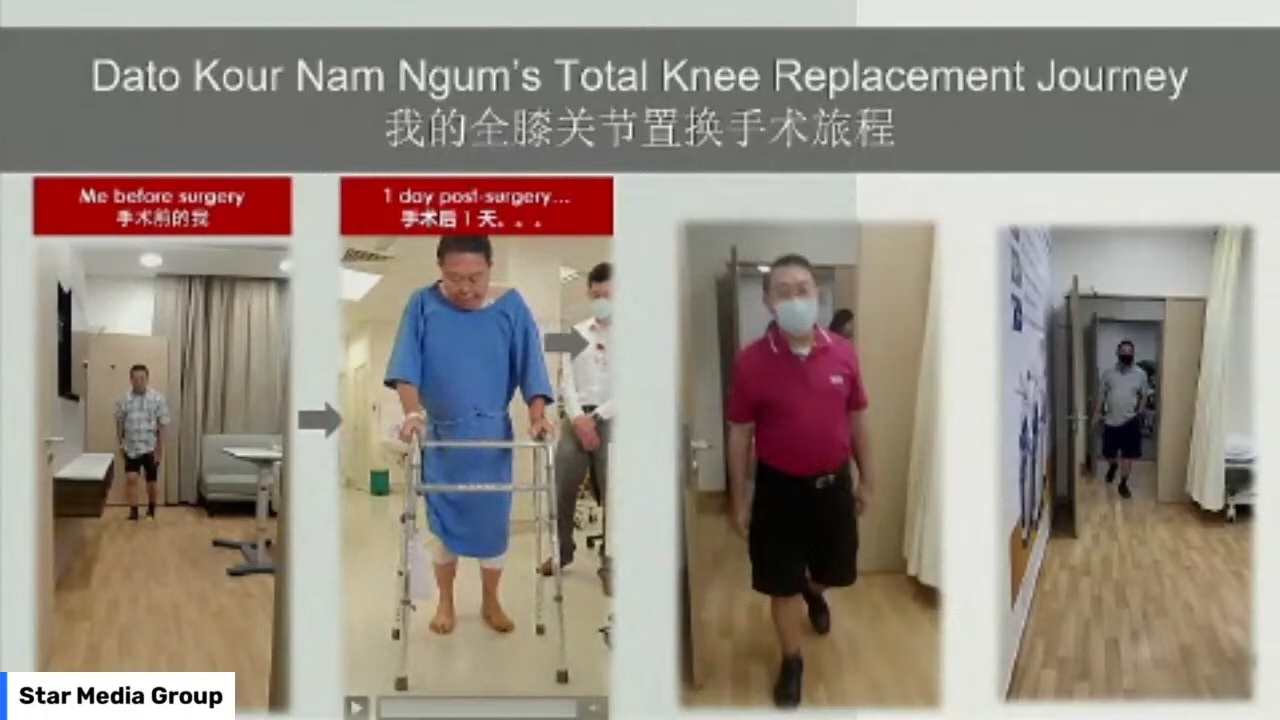 Dato Kour Nam Ngum's Total Knee Replacement Journey
我的全膝关节置换手术旅程
Me before surgery
手术前的我
1 day post-surgery...
手术后 1 天。。。
Star Media Group